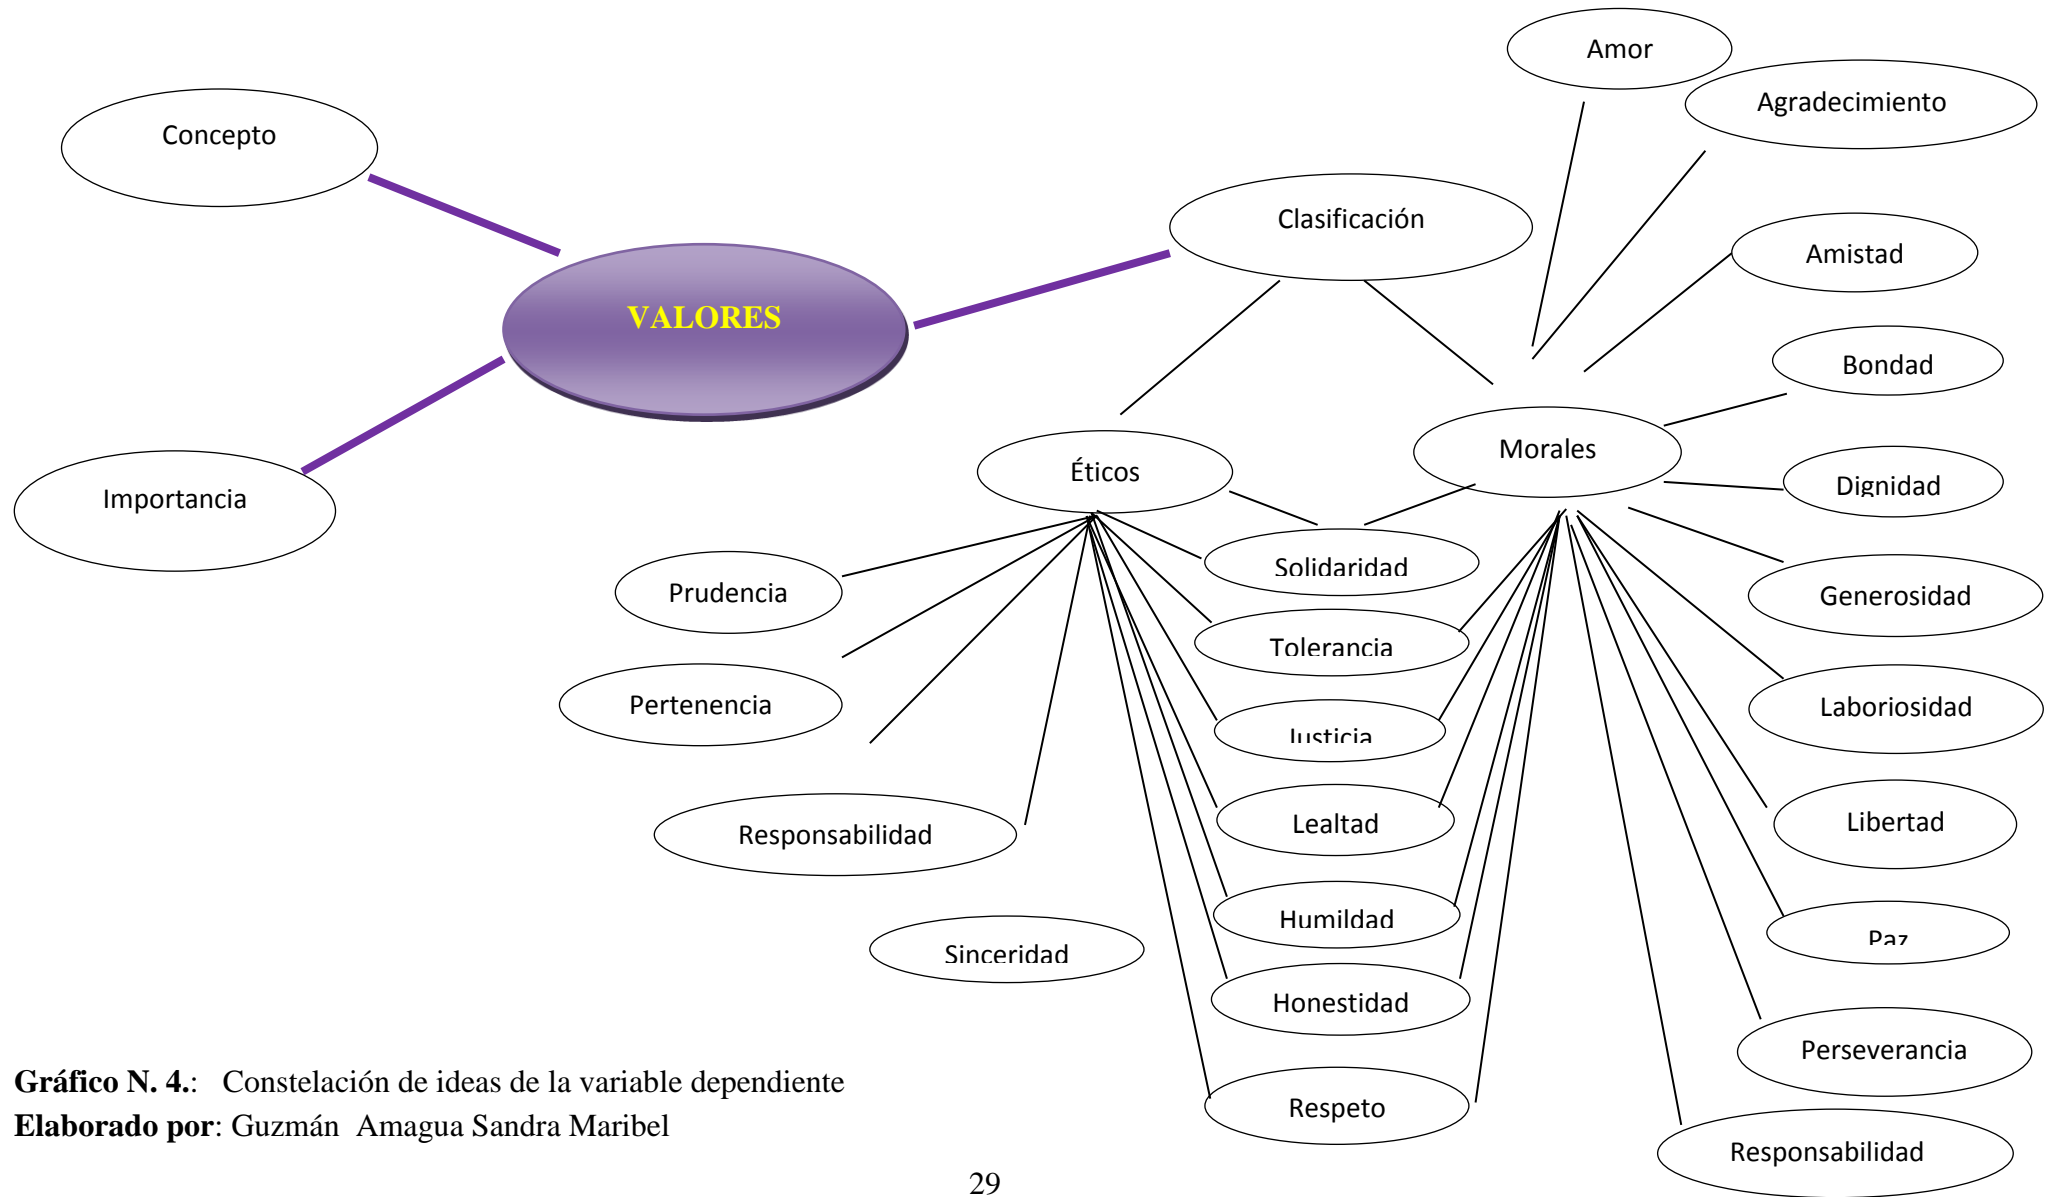 Amor
Agradecimiento
Concepto
Clasificación
Amistad
VALORES
Bondad
Morales
Éticos
Dignidad
Importancia
Solidaridad
Prudencia
Generosidad
Tolerancia
Pertenencia
Laboriosidad
Justicia
Responsabilidad
Lealtad
Libertad
Humildad
Paz
Sinceridad
Honestidad
Perseverancia
Gráfico N. 4.: Constelación de ideas de la variable dependiente
Respeto
Elaborado por: Guzmán Amagua Sandra Maribel
Responsabilidad
29